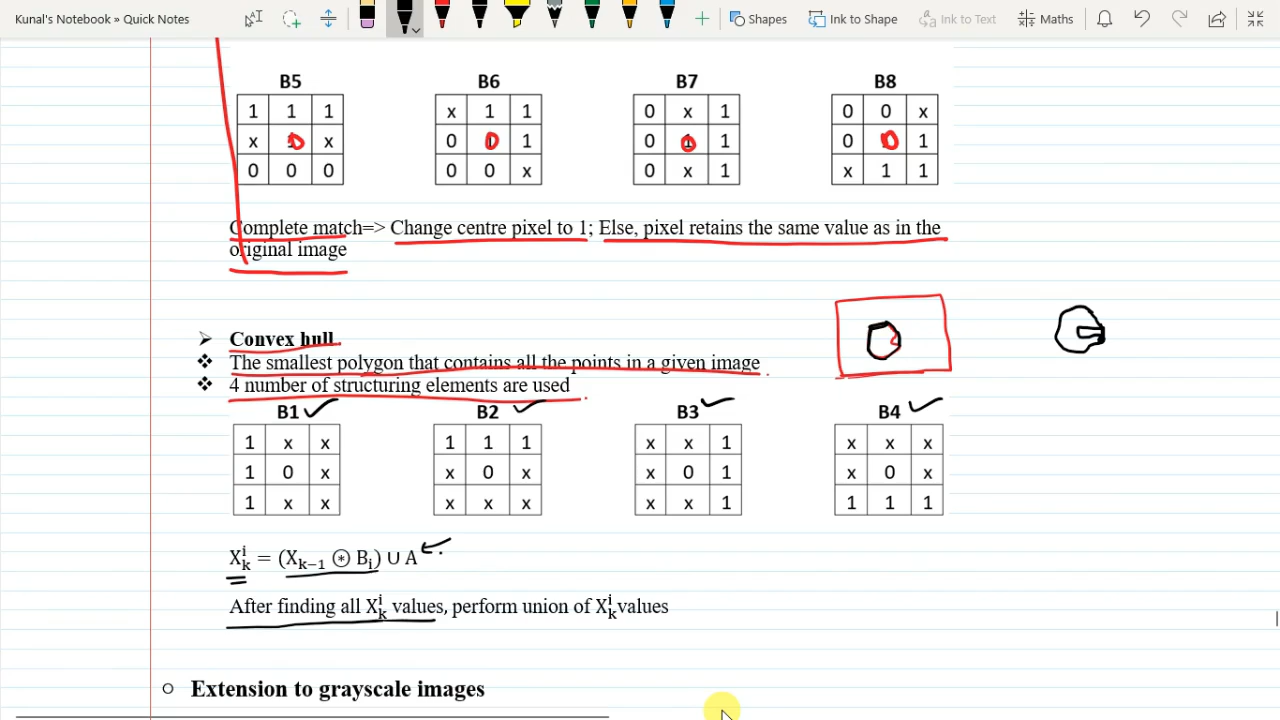 Kunal's Notebook » Quick Notes
Shapes
Ink to Shape
Ink to Text
Maths
B5 B6 B7 B8
1 1 1 x 1 1 0 x 1 0 0 x
x 0 x 0 0 1 0 0 1 0 0 1
0 0 0 0 0 x 0 x 1 x 1 1
Complete match=> Change centre pixel to 1; Else, pixel retains the same value as in the
original image
➢ Convex hull
❖ The smallest polygon that contains all the points in a given image
❖ 4 number of structuring elements are used
B1 B2 B3 B4
1 x x 1 1 1 x x 1 x x x
1 0 x x 0 x x 0 1 x 0 x
1 x x x x x x x 1 1 1 1
X_k^i = (X_{k−1} ⊛ B_i) ∪ A
After finding all X_k^i values, perform union of X_k^i values
○ Extension to grayscale images